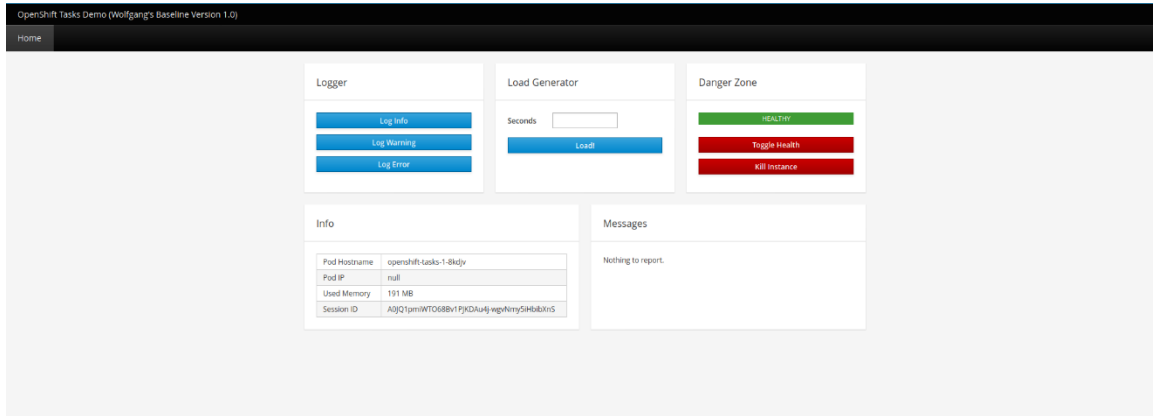 OpenShift Tasks Demo (Wolfgang's Baseline Version 1.0)
Home
Logger
Log Info
Log Warning
Log Error
Load Generator
Seconds
Load!
Danger Zone
HEALTHY
Toggle Health
Kill Instance
Info
Pod Hostname openshift-tasks-1-8kdjv
Pod IP null
Used Memory 191 MB
Session ID
Messages
Nothing to report.